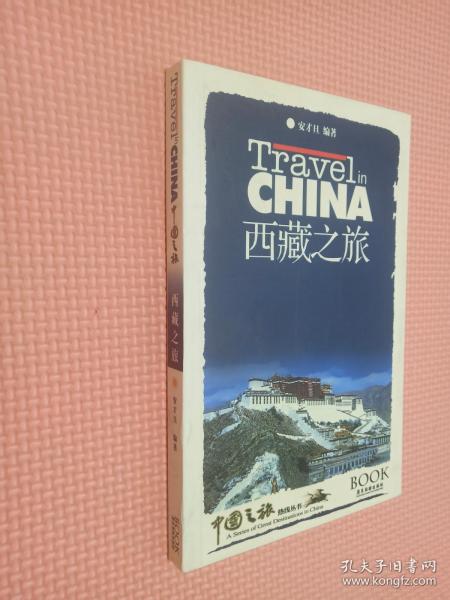 Travel in CHINA 中国之旅
西藏之旅
安才旦 编著
安才旦 编著
Travel in
CHINA
西藏之旅
BOOK
中国之旅热线丛书
A Series of Great Destinations in China
孔夫子旧书网
www.kongfz.com